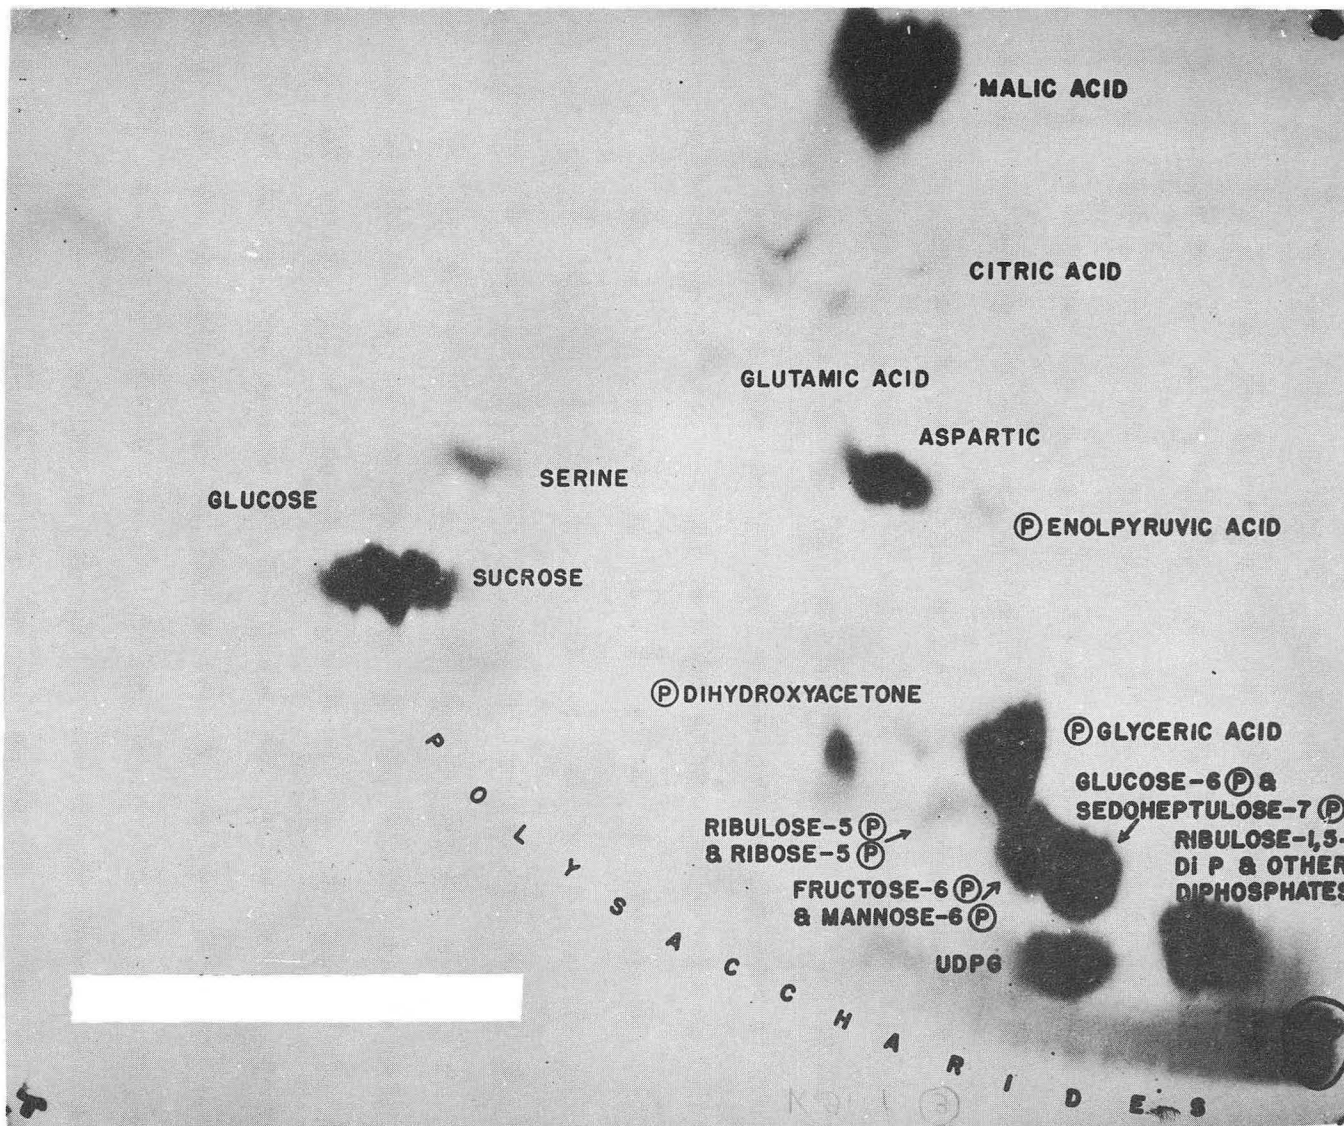 MALIC ACID
CITRIC ACID
GLUTAMIC ACID
ASPARTIC
SERINE
GLUCOSE
Ⓟ ENOLPYRUVIC ACID
SUCROSE
Ⓟ DIHYDROXYACETONE
Ⓟ GLYCERIC ACID
GLUCOSE-6 Ⓟ &
SEDOHEPTULOSE-7 Ⓟ
RIBULOSE-5 Ⓟ
& RIBOSE-5 Ⓟ
RIBULOSE-1,5-
Di P & OTHER
DIPHOSPHATES
FRUCTOSE-6 Ⓟ
& MANNOSE-6 Ⓟ
UDPG
POLYSACCHARIDES